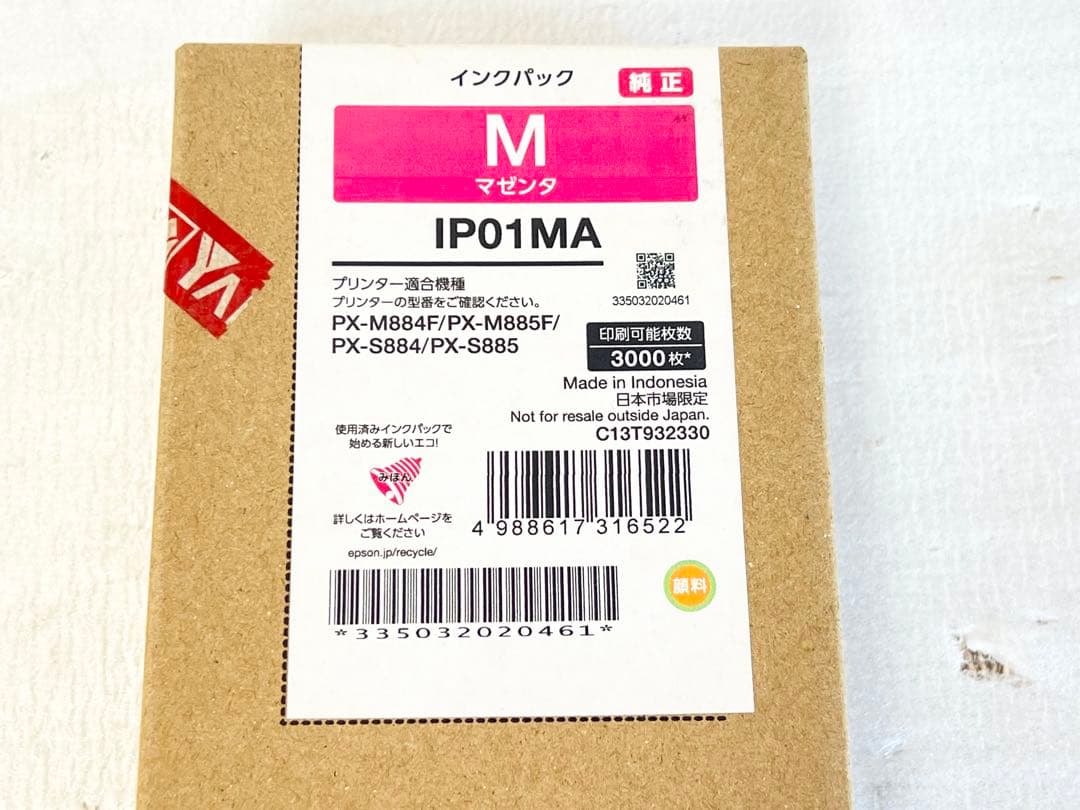 インクパック
純正
M
マゼンタ
IP01MA
335032020461
プリンター適合機種
プリンターの型番をご確認ください。
PX-M884F/PX-M885F/
PX-S884/PX-S885
印刷可能枚数
3000枚*
Made in Indonesia
日本市場限定
Not for resale outside Japan.
C13T932330
使用済みインクパックで
始める新しいエコ!
みほん
詳しくはホームページを
ご覧ください
epson.jp/recycle/
4 988617 316522
顔料
*335032020461*